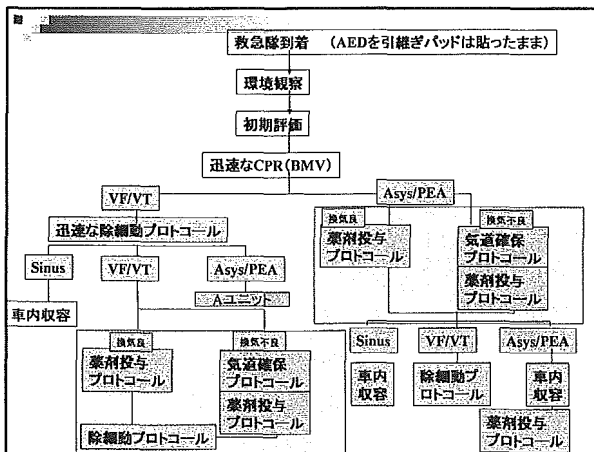 救急隊到着 (AEDを引継ぎパッドは貼ったまま)
環境観察
初期評価
迅速なCPR(BMV)
VF/VT
Asys/PEA
迅速な除細動プロトコール
換気良
薬剤投与
プロトコール
換気不良
気道確保
プロトコール
薬剤投与
プロトコール
Sinus
VF/VT
Asys/PEA
Aユニット
車内収容
換気良
薬剤投与
プロトコール
換気不良
気道確保
プロトコール
薬剤投与
プロトコール
除細動プロトコール
Sinus
VF/VT
Asys/PEA
車内
収容
除細動プ
ロトコール
車内
収容
薬剤投与
プロトコール